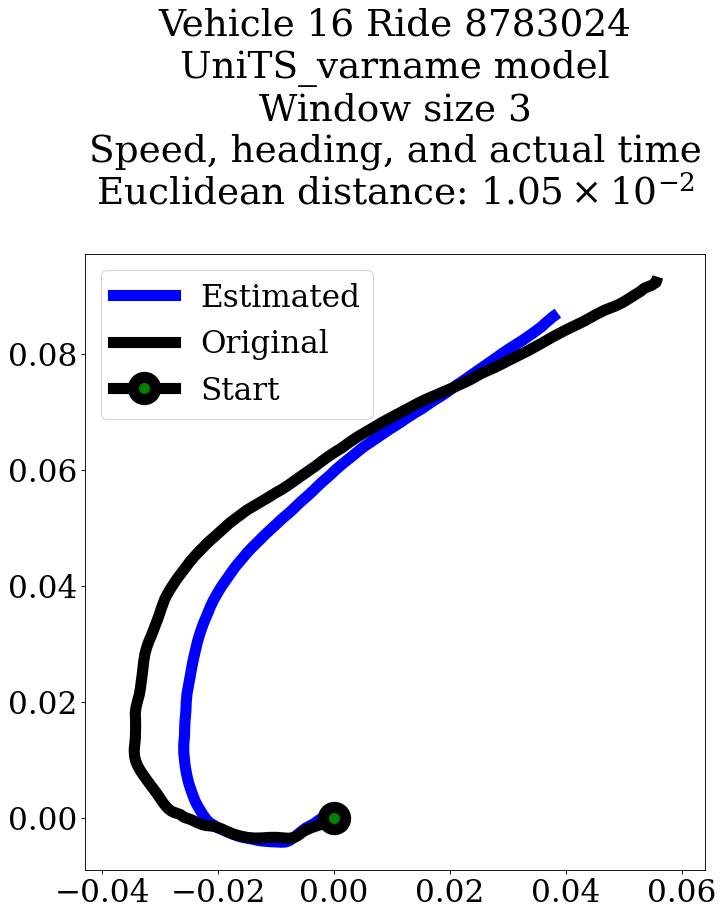 Vehicle 16 Ride 8783024
UniTS_varname model
Window size 3
Speed, heading, and actual time
Euclidean distance: 1.05 × 10⁻²
Estimated
Original
Start
0.08
0.06
0.04
0.02
0.00
−0.04 −0.02 0.00 0.02 0.04 0.06